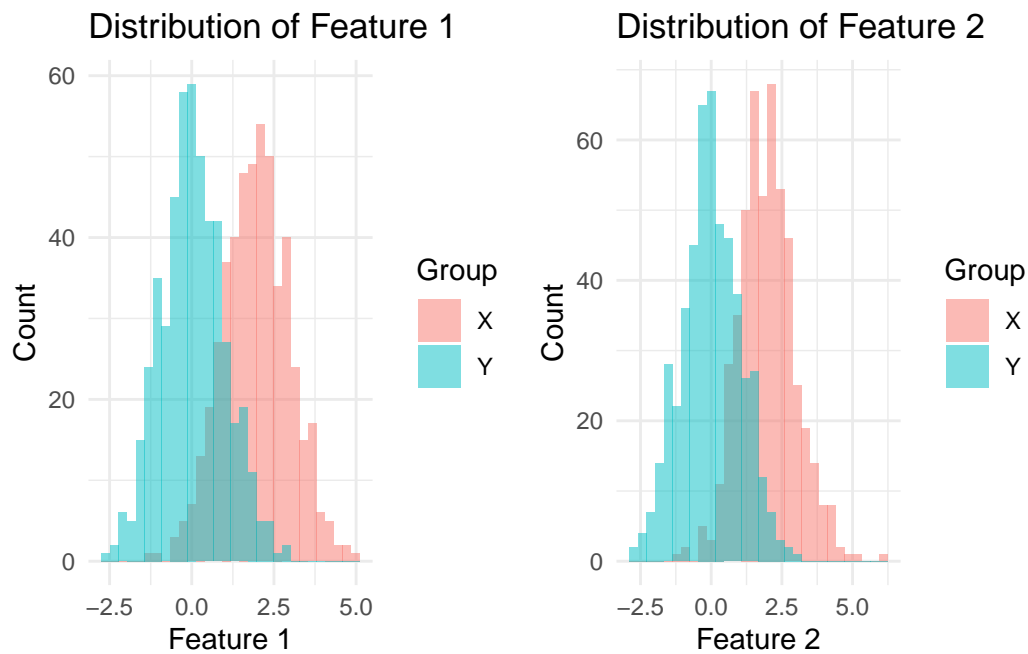 Distribution of Feature 1
60
40
20
0
Count
−2.5 0.0 2.5 5.0
Feature 1
Group
X
Y
Distribution of Feature 2
60
40
20
0
Count
−2.5 0.0 2.5 5.0
Feature 2
Group
X
Y